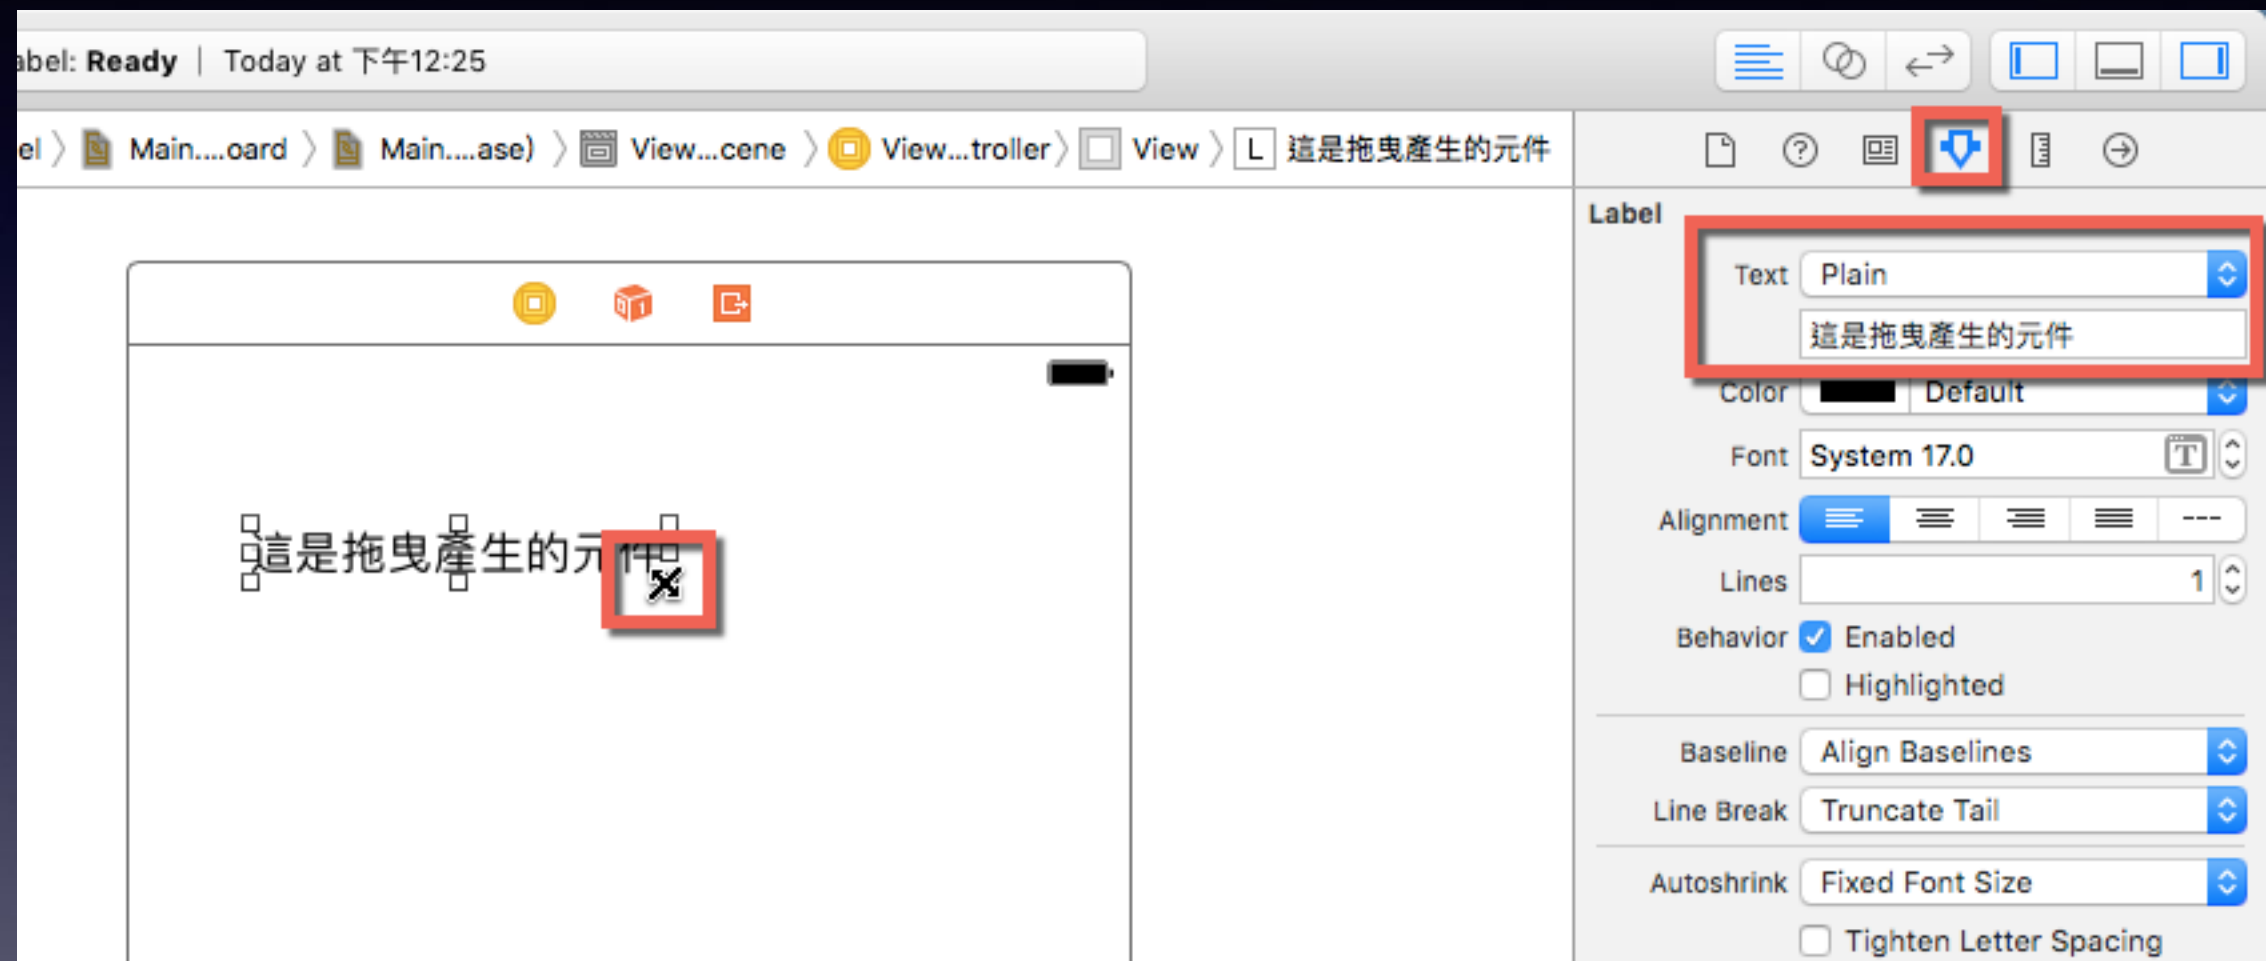 abel: Ready | Today at 下午12:25
el 〉 Main....oard 〉 Main....ase) 〉 View...cene 〉 View...troller 〉 View 〉 L 這是拖曳產生的元件
Label
Text Plain
這是拖曳產生的元件
Color Default
Font System 17.0 T
Alignment
Lines 1
Behavior Enabled
Highlighted
Baseline Align Baselines
Line Break Truncate Tail
Autoshrink Fixed Font Size
Tighten Letter Spacing
這是拖曳產生的元件